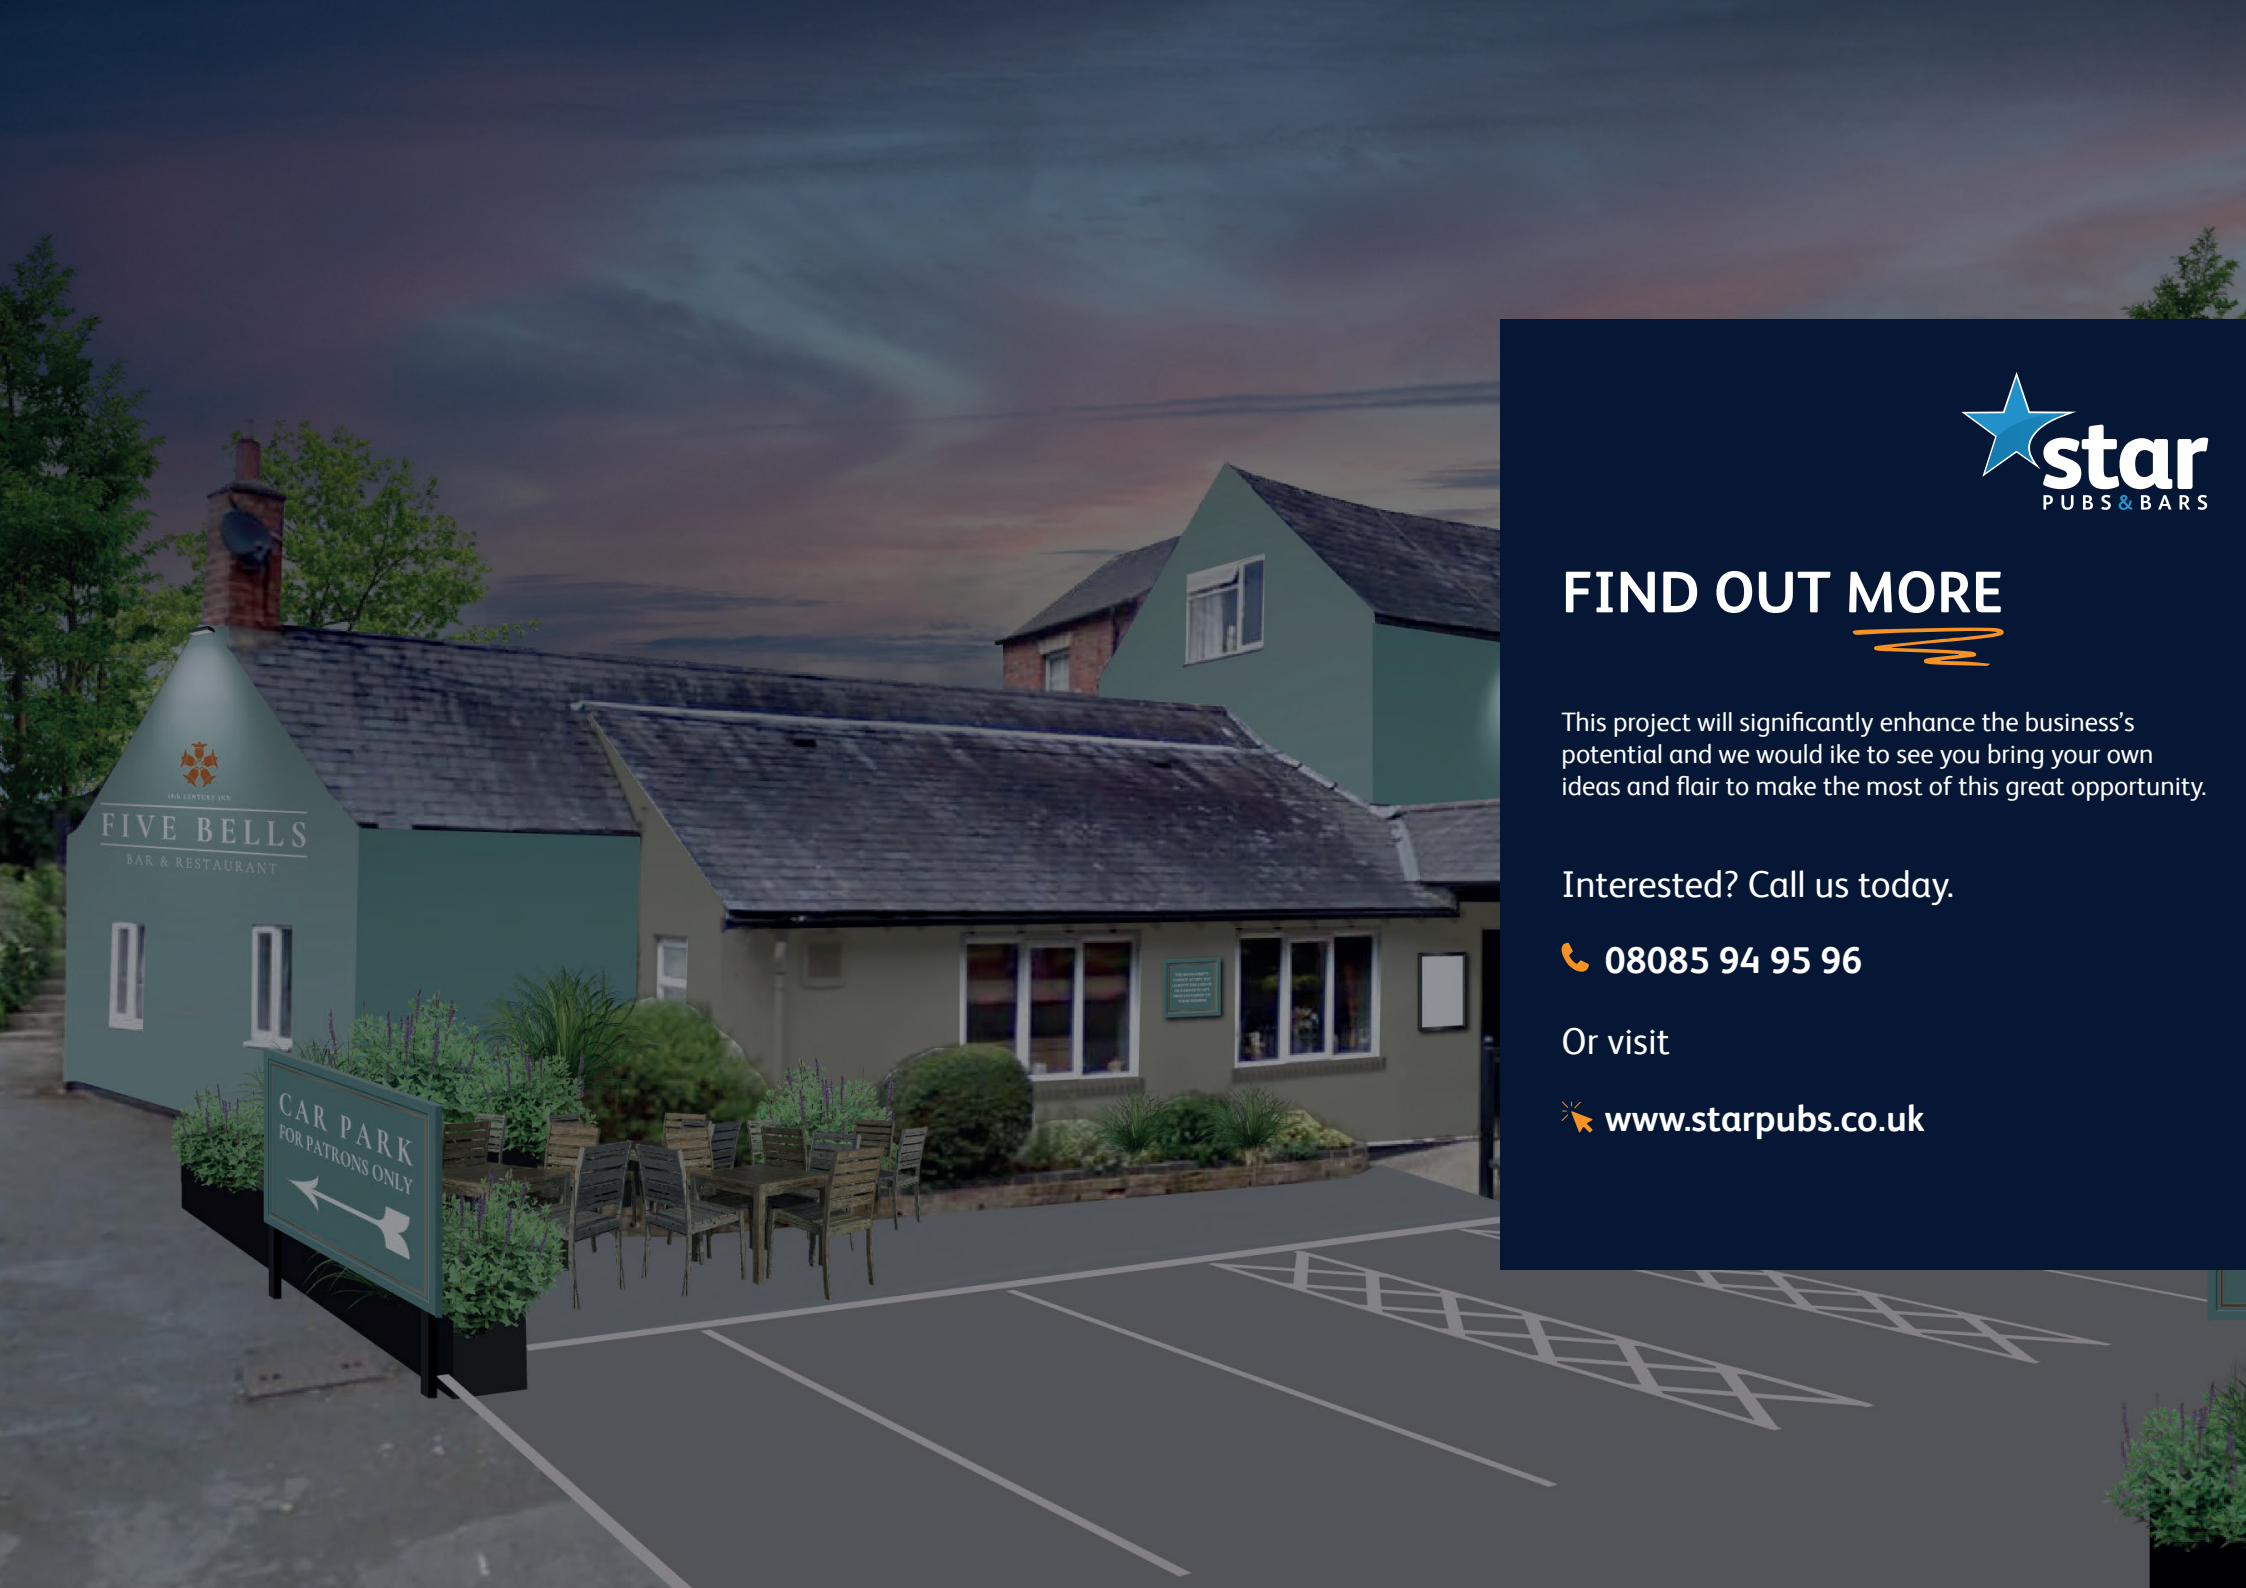 star
PUBS&BARS
FIND OUT MORE
This project will significantly enhance the business’s
potential and we would ike to see you bring your own
ideas and flair to make the most of this great opportunity.
Interested? Call us today.
08085 94 95 96
Or visit
www.starpubs.co.uk
18th CENTURY INN
FIVE BELLS
BAR & RESTAURANT
CAR PARK
FOR PATRONS ONLY